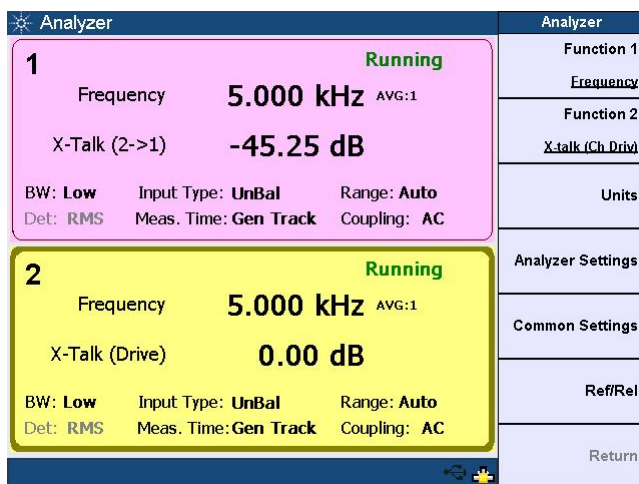 Analyzer
1
Running
Frequency 5.000 kHz AVG:1
X-Talk (2->1) -45.25 dB
BW: Low Input Type: UnBal Range: Auto
Det: RMS Meas. Time: Gen Track Coupling: AC
2
Running
Frequency 5.000 kHz AVG:1
X-Talk (Drive) 0.00 dB
BW: Low Input Type: UnBal Range: Auto
Det: RMS Meas. Time: Gen Track Coupling: AC
Analyzer
Function 1
Frequency
Function 2
X-talk (Ch Driv)
Units
Analyzer Settings
Common Settings
Ref/Rel
Return